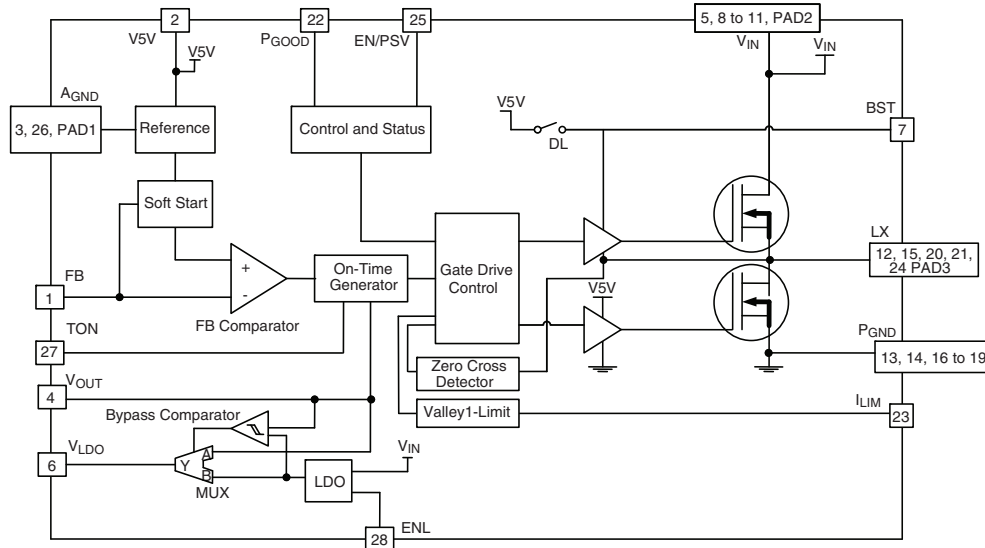 2
22
25
5, 8 to 11, PAD2
V5V
PGOOD
EN/PSV
VIN
VIN
V5V
AGND
3, 26, PAD1
Reference
Control and Status
V5V
DL
BST
7
Soft Start
LX
12, 15, 20, 21,
24 PAD3
FB
1
+
-
FB Comparator
On-Time
Generator
Gate Drive
Control
V5V
TON
27
PGND
13, 14, 16 to 19
Zero Cross
Detector
VOUT
4
Bypass Comparator
Valley1-Limit
ILIM
23
VLDO
6
Y
A
B
MUX
LDO
VIN
ENL
28